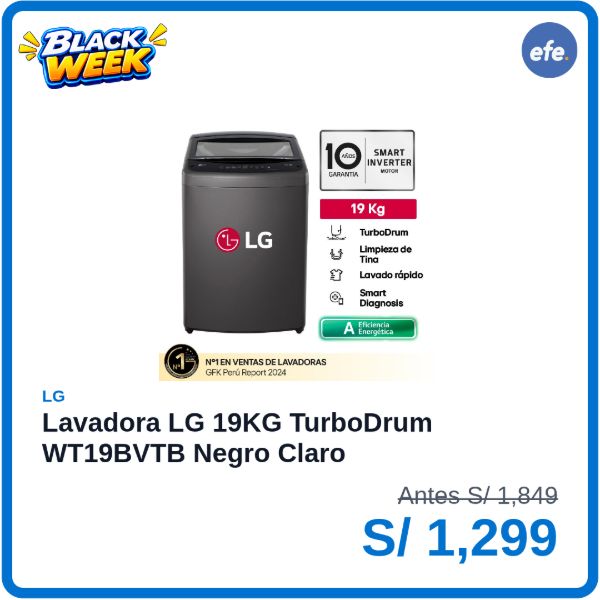 BLACK
WEEK
efe.
10
AÑOS
GARANTÍA
SMART
INVERTER
MOTOR
19 Kg
TurboDrum
Limpieza de
Tina
Lavado rápido
Smart
Diagnosis
A Eficiencia
Energética
LG
N°1
N°1 EN VENTAS DE LAVADORAS
GFK Perú Report 2024
LG
Lavadora LG 19KG TurboDrum
WT19BVTB Negro Claro
Antes S/ 1,849
S/ 1,299